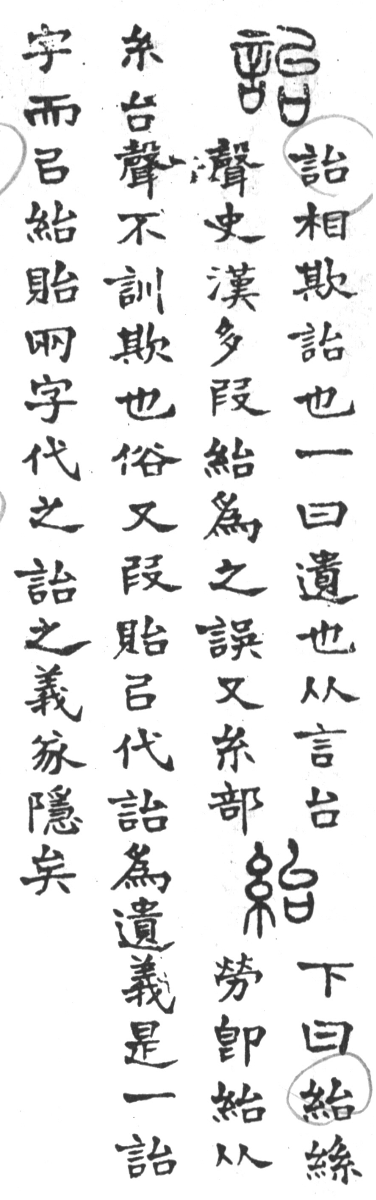 詒
詒相欺詒也一曰遺也从言台
聲史漢多叚紿爲之誤又糸部
紿
下曰紿絲
勞卽紿从
糸台聲不訓欺也俗又叚貽㠯代詒爲遺義是一詒
字而㠯紿貽㒳字代之詒之義㒸隱矣